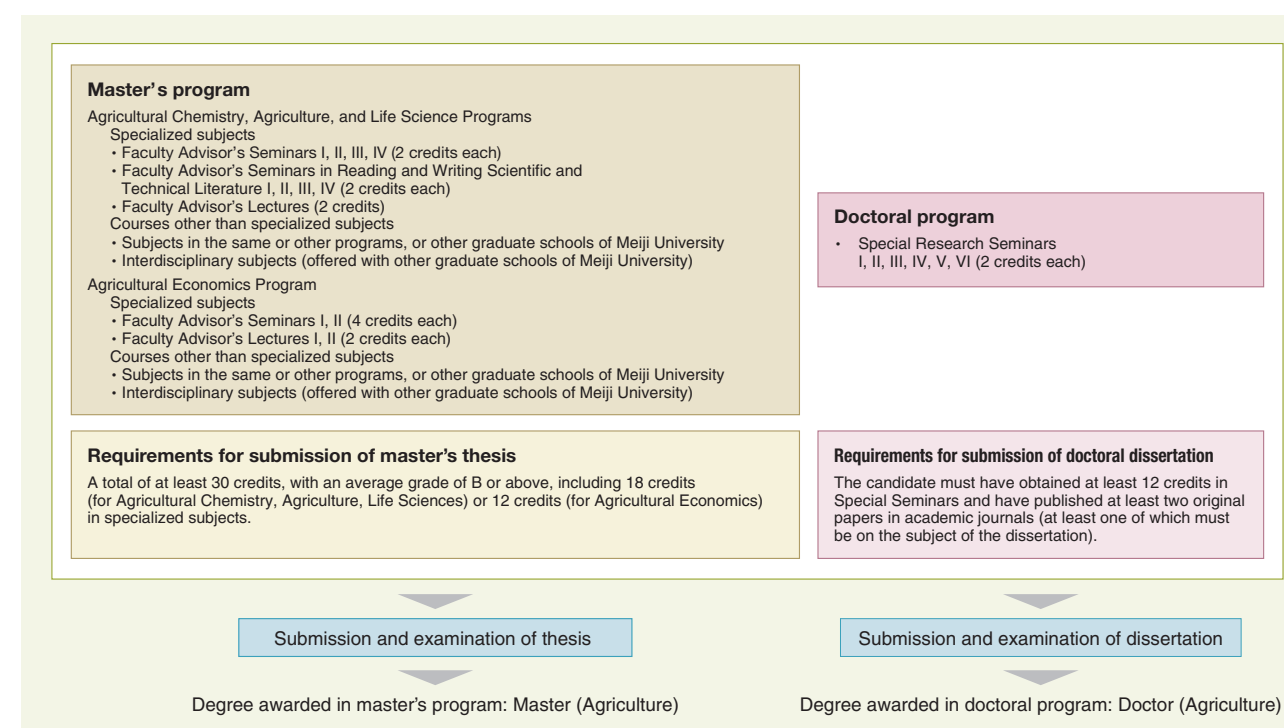 Master's program
Agricultural Chemistry, Agriculture, and Life Science Programs
Specialized subjects
・Faculty Advisor's Seminars I, II, III, IV (2 credits each)
・Faculty Advisor's Seminars in Reading and Writing Scientific and
Technical Literature I, II, III, IV (2 credits each)
・Faculty Advisor's Lectures (2 credits)
Courses other than specialized subjects
・Subjects in the same or other programs, or other graduate schools of Meiji University
・Interdisciplinary subjects (offered with other graduate schools of Meiji University)
Agricultural Economics Program
Specialized subjects
・Faculty Advisor's Seminars I, II (4 credits each)
・Faculty Advisor's Lectures I, II (2 credits each)
Courses other than specialized subjects
・Subjects in the same or other programs, or other graduate schools of Meiji University
・Interdisciplinary subjects (offered with other graduate schools of Meiji University)
Doctoral program
・ Special Research Seminars
I, II, III, IV, V, VI (2 credits each)
Requirements for submission of master's thesis
A total of at least 30 credits, with an average grade of B or above, including 18 credits
(for Agricultural Chemistry, Agriculture, Life Sciences) or 12 credits (for Agricultural Economics)
in specialized subjects.
Requirements for submission of doctoral dissertation
The candidate must have obtained at least 12 credits in
Special Seminars and have published at least two original
papers in academic journals (at least one of which must
be on the subject of the dissertation).
Submission and examination of thesis
Submission and examination of dissertation
Degree awarded in master's program: Master (Agriculture)
Degree awarded in doctoral program: Doctor (Agriculture)